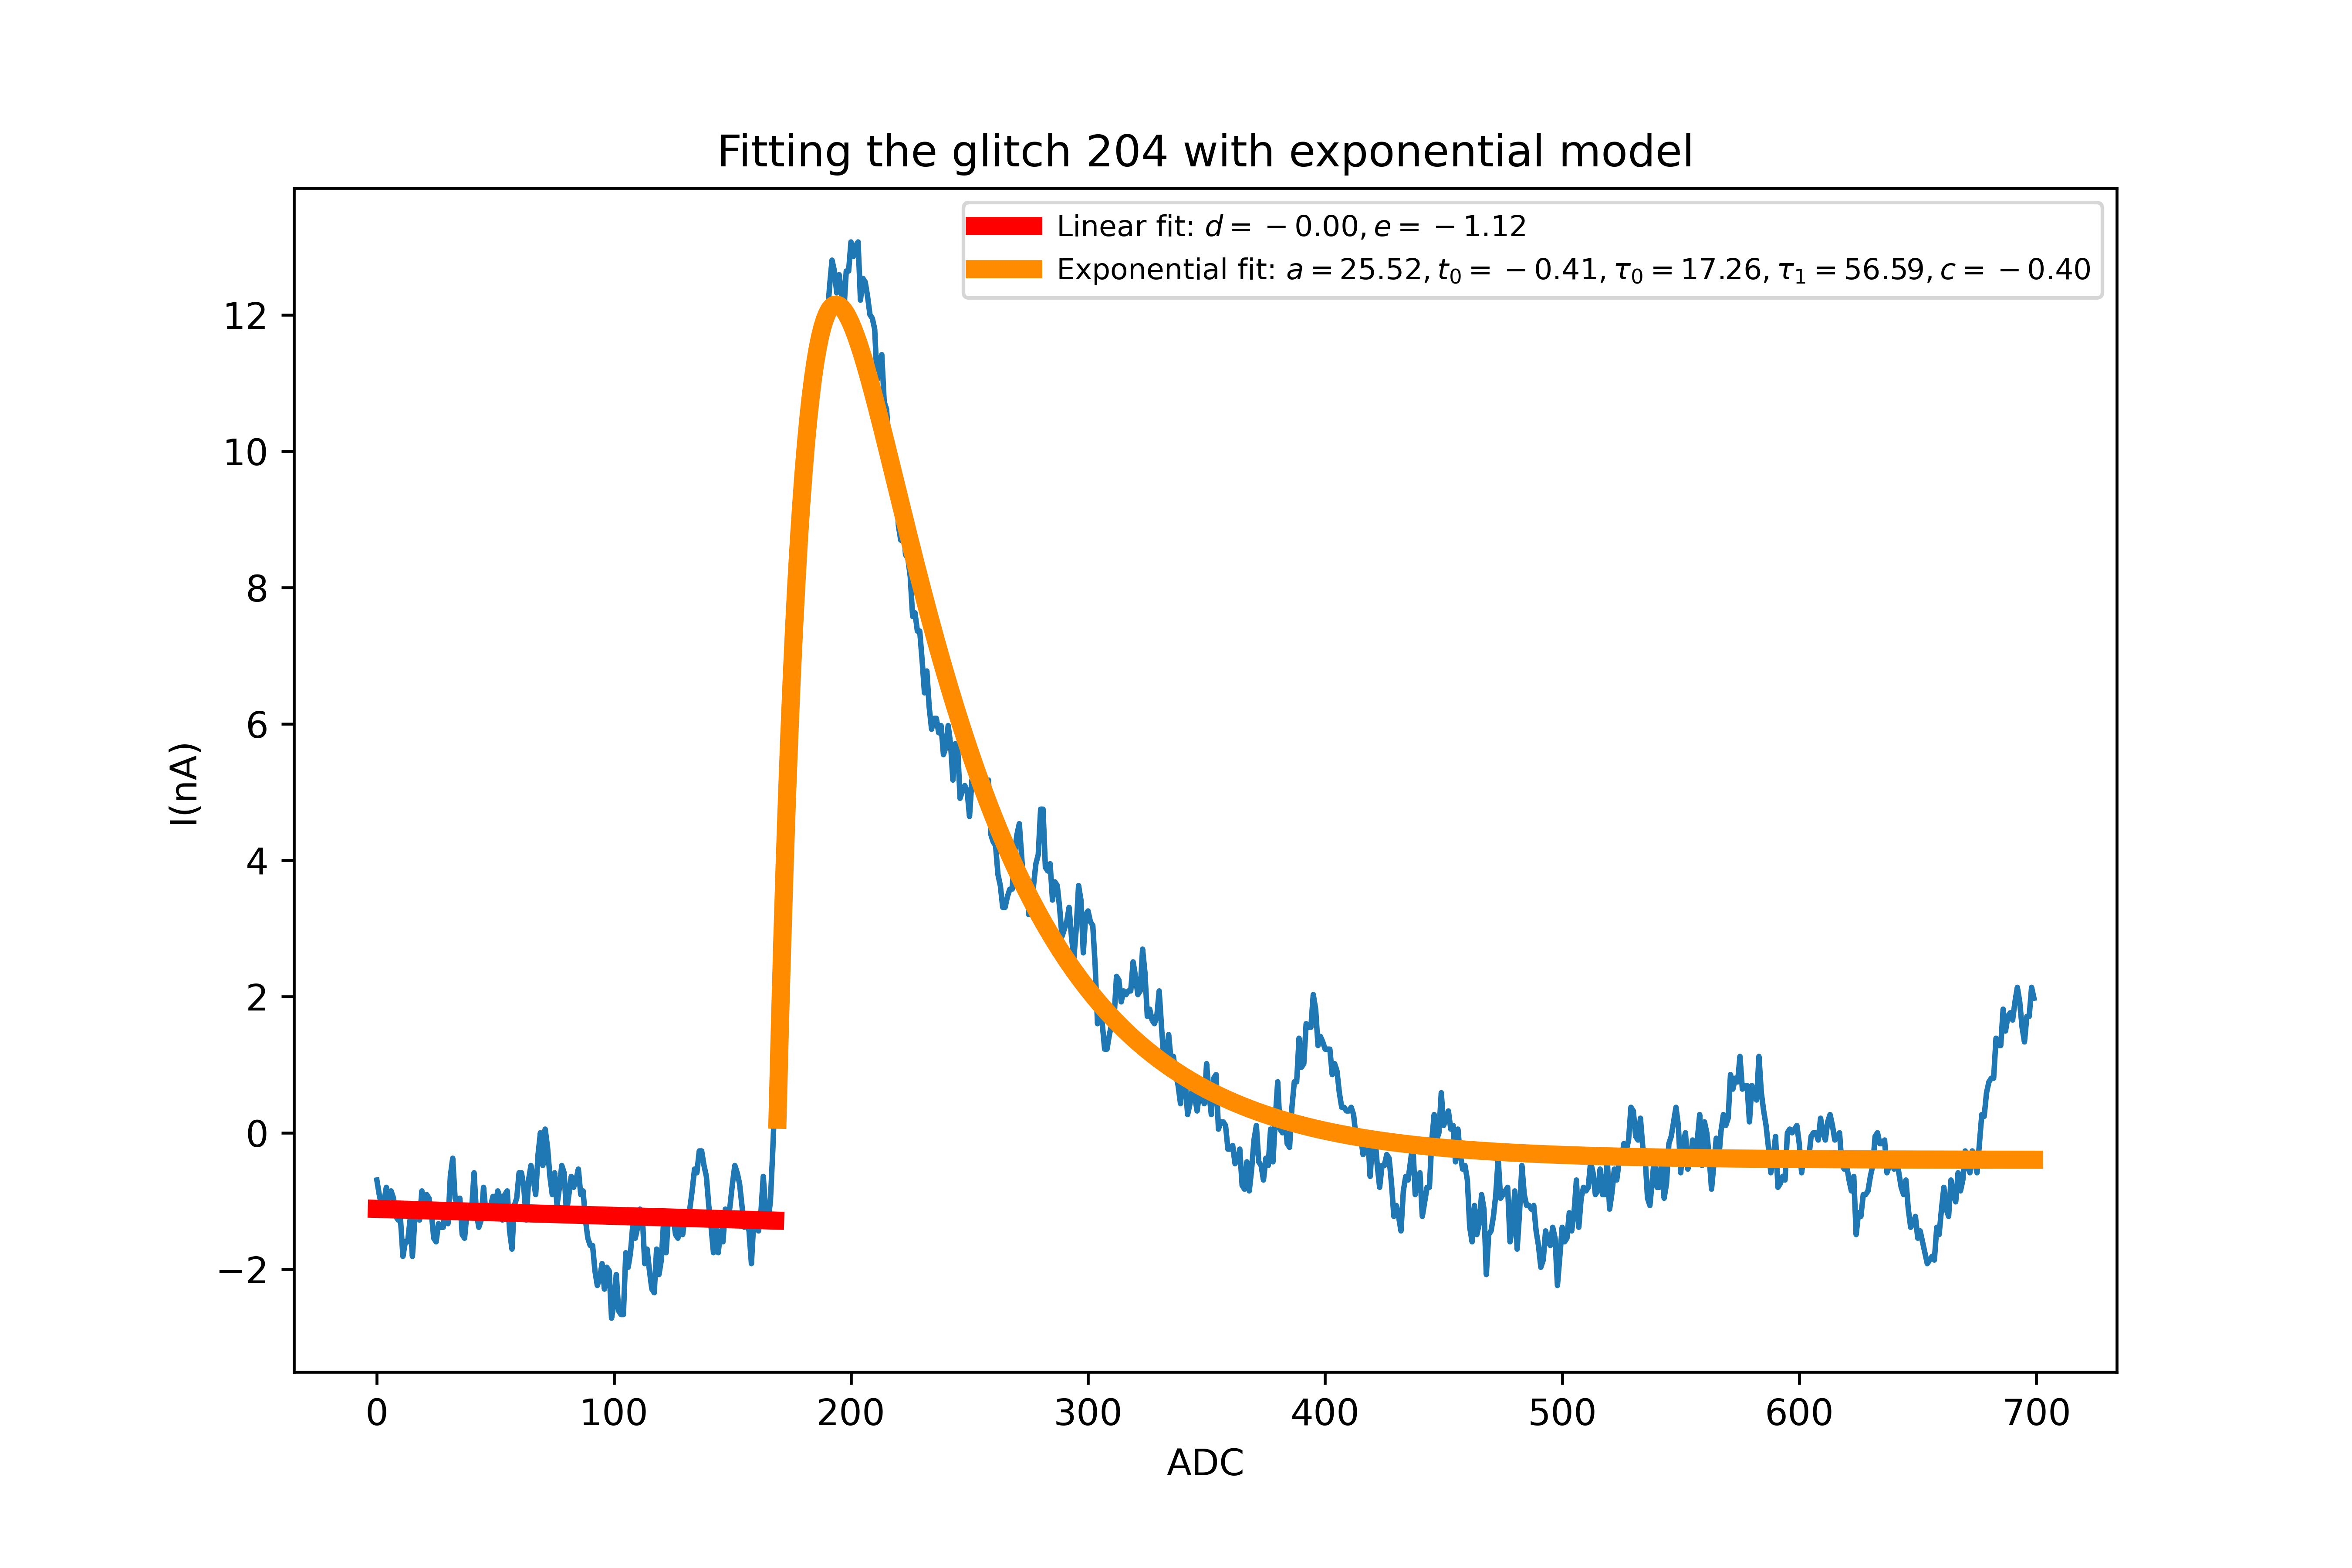 Fitting the glitch 204 with exponential model
Linear fit: d = −0.00, e = −1.12
Exponential fit: a = 25.52, t₀ = −0.41, τ₀ = 17.26, τ₁ = 56.59, c = −0.40
12
10
8
6
4
2
0
−2
I(nA)
0 100 200 300 400 500 600 700
ADC